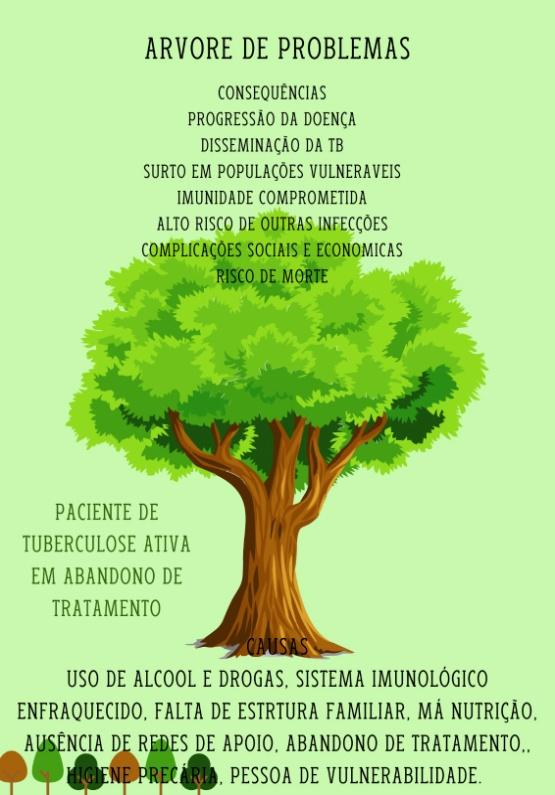 ARVORE DE PROBLEMAS
CONSEQUÊNCIAS
PROGRESSÃO DA DOENÇA
DISSEMINAÇÃO DA TB
SURTO EM POPULAÇÕES VULNERAVEIS
IMUNIDADE COMPROMETIDA
ALTO RISCO DE OUTRAS INFECÇÕES
COMPLICAÇÕES SOCIAIS E ECONOMICAS
RISCO DE MORTE
PACIENTE DE
TUBERCULOSE ATIVA
EM ABANDONO DE
TRATAMENTO
CAUSAS
USO DE ALCOOL E DROGAS, SISTEMA IMUNOLÓGICO
ENFRAQUECIDO, FALTA DE ESTRTURA FAMILIAR, MÁ NUTRIÇÃO,
AUSÊNCIA DE REDES DE APOIO, ABANDONO DE TRATAMENTO,,
HIGIENE PRECÁRIA, PESSOA DE VULNERABILIDADE.